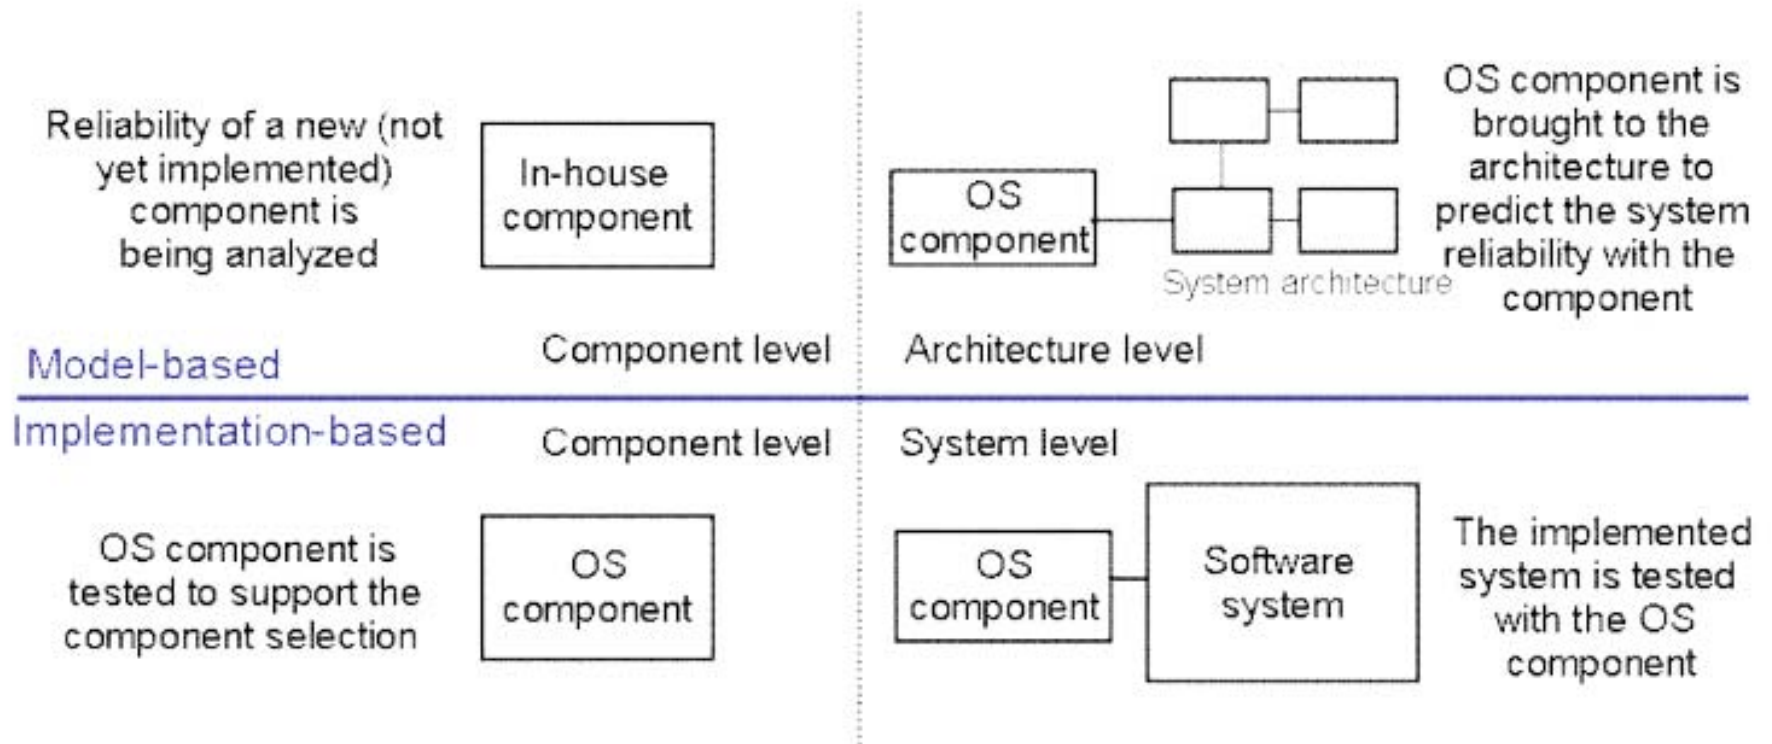 Reliability of a new (not
yet implemented)
component is
being analyzed
In-house
component
OS
component
System architecture
OS component is
brought to the
architecture to
predict the system
reliability with the
component
Model-based
Component level
Architecture level
Implementation-based
Component level
System level
OS component is
tested to support the
component selection
OS
component
OS
component
Software
system
The implemented
system is tested
with the OS
component